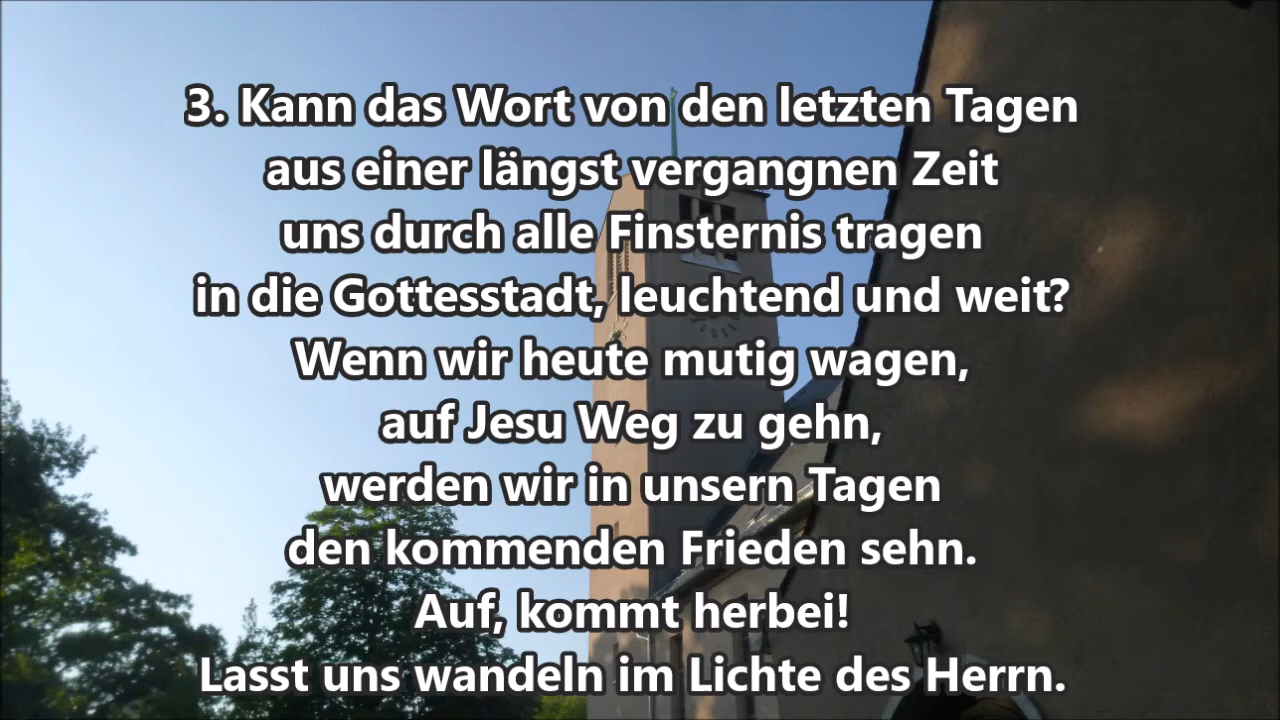 3. Kann das Wort von den letzten Tagen
aus einer längst vergangnen Zeit
uns durch alle Finsternis tragen
in die Gottesstadt, leuchtend und weit?
Wenn wir heute mutig wagen,
auf Jesu Weg zu gehn,
werden wir in unsern Tagen
den kommenden Frieden sehn.
Auf, kommt herbei!
Lasst uns wandeln im Lichte des Herrn.